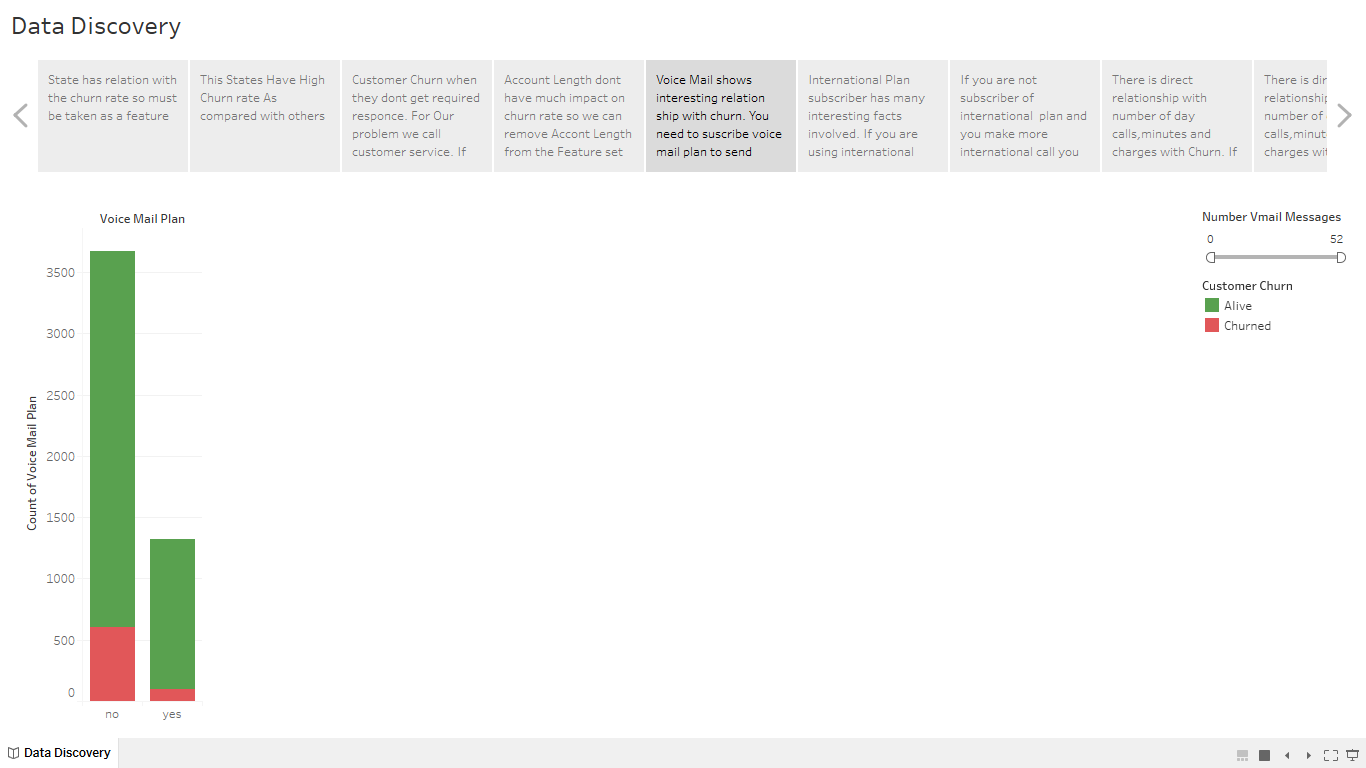 Data Discovery
State has relation with
the churn rate so must
be taken as a feature
This States Have High
Churn rate As
compared with others
Customer Churn when
they dont get required
responce. For Our
problem we call
customer service. If
Account Length dont
have much impact on
churn rate so we can
remove Accont Length
from the Feature set
Voice Mail shows
interesting relation
ship with churn. You
need to suscribe voice
mail plan to send
International Plan
subscriber has many
interesting facts
involved. If you are
using international
If you are not
subscriber of
international plan and
you make more
international call you
There is direct
relationship with
number of day
calls,minutes and
charges with Churn. If
There is
number of
charges
Voice Mail Plan
Count of Voice Mail Plan
3500
3000
2500
2000
1500
1000
500
0
no
yes
Number Vmail Messages
0 52
Customer Churn
Alive
Churned
Data Discovery